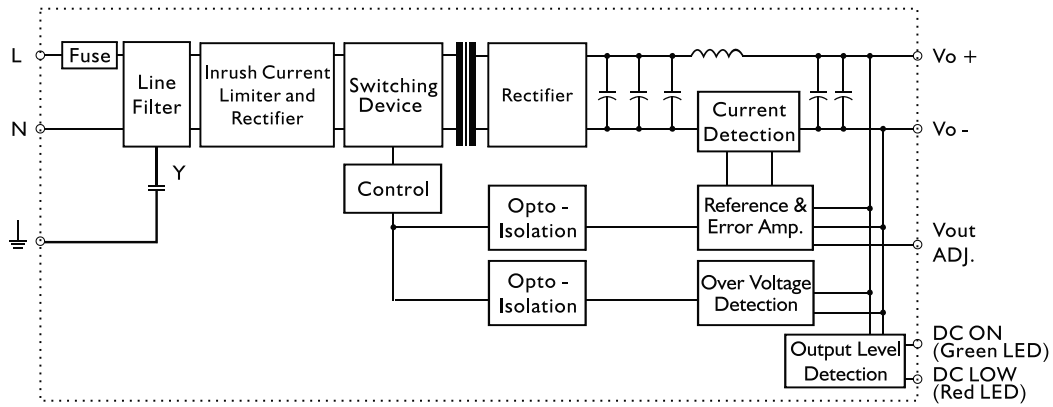 L
Fuse
Line
Filter
Inrush Current
Limiter and
Rectifier
Switching
Device
Rectifier
Vo +
Current
Detection
N
Vo -
Y
Control
Opto -
Isolation
Reference &
Error Amp.
Vout
ADJ.
Opto -
Isolation
Over Voltage
Detection
Output Level
Detection
DC ON
(Green LED)
DC LOW
(Red LED)